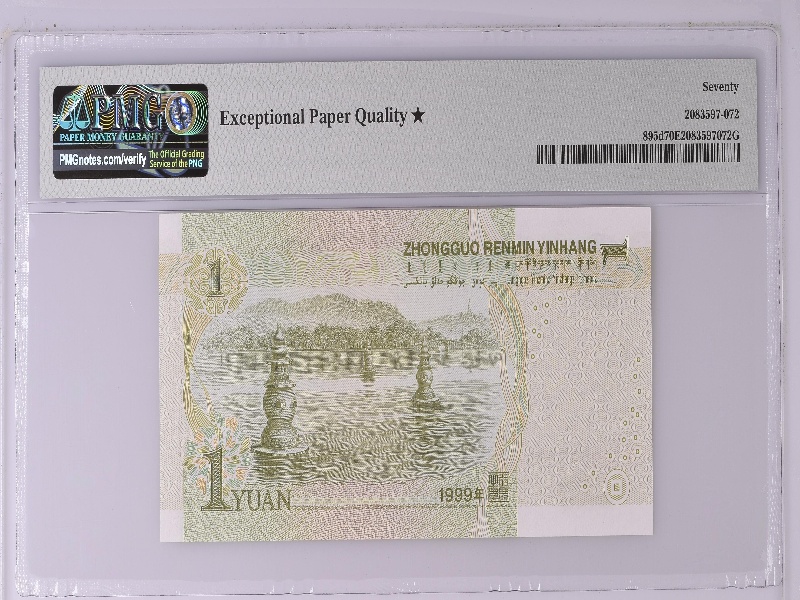 PMG
PAPER MONEY GUARANTY
PMGnotes.com/verify
The Official Grading
Service of the PNG
Exceptional Paper Quality ★
Seventy
2083597-072
895d70E2083597072G
ZHONGGUO RENMIN YINHANG
1
1 YUAN
1999年